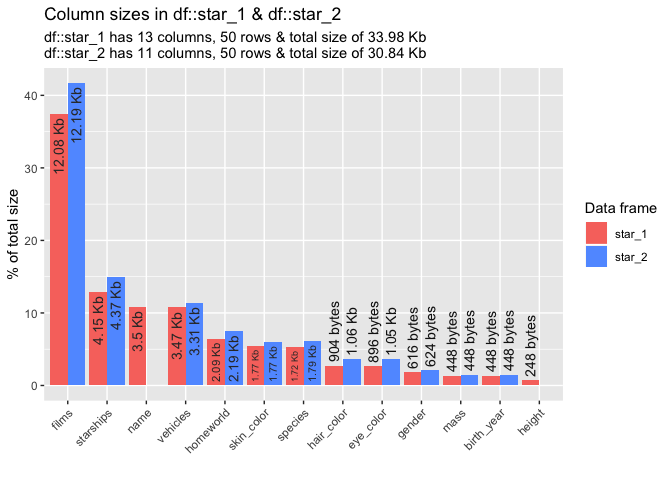 Column sizes in df::star_1 & df::star_2
df::star_1 has 13 columns, 50 rows & total size of 33.98 Kb
df::star_2 has 11 columns, 50 rows & total size of 30.84 Kb
% of total size
40
30
20
10
0
12.08 Kb
12.19 Kb
4.15 Kb
4.37 Kb
3.5 Kb
3.47 Kb
3.31 Kb
2.09 Kb
2.19 Kb
1.77 Kb
1.77 Kb
1.72 Kb
1.79 Kb
904 bytes
1.06 Kb
896 bytes
1.05 Kb
616 bytes
624 bytes
448 bytes
448 bytes
448 bytes
448 bytes
248 bytes
films
starships
name
vehicles
homeworld
skin_color
species
hair_color
eye_color
gender
mass
birth_year
height
Data frame
star_1
star_2